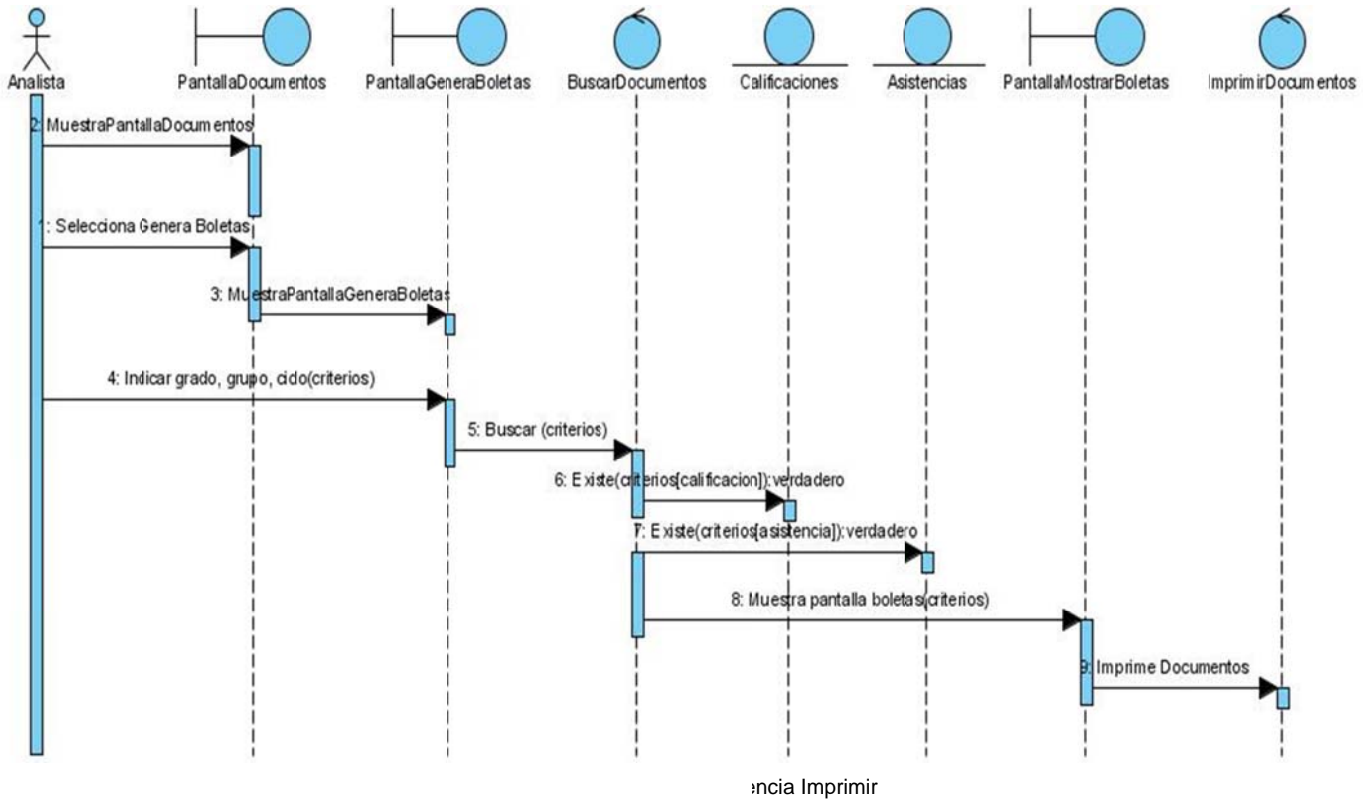 Analista
PantallaDocumentos
PantallaGeneraBoletas
BuscarDocumentos
Calificaciones
Asistencias
PantallaMostrarBoletas
ImprimirDocumentos
2: MuestraPantallaDocumentos
1: Selecciona Genera Boletas
3: MuestraPantallaGeneraBoletas
4: Indicar grado, grupo, ciclo(criterios)
5: Buscar (criterios)
6: Existe(criterios[calificacion]):verdadero
7: Existe(criterios[asistencia]):verdadero
8: Muestra pantalla boletas(criterios)
9: Imprime Documentos
encia Imprimir